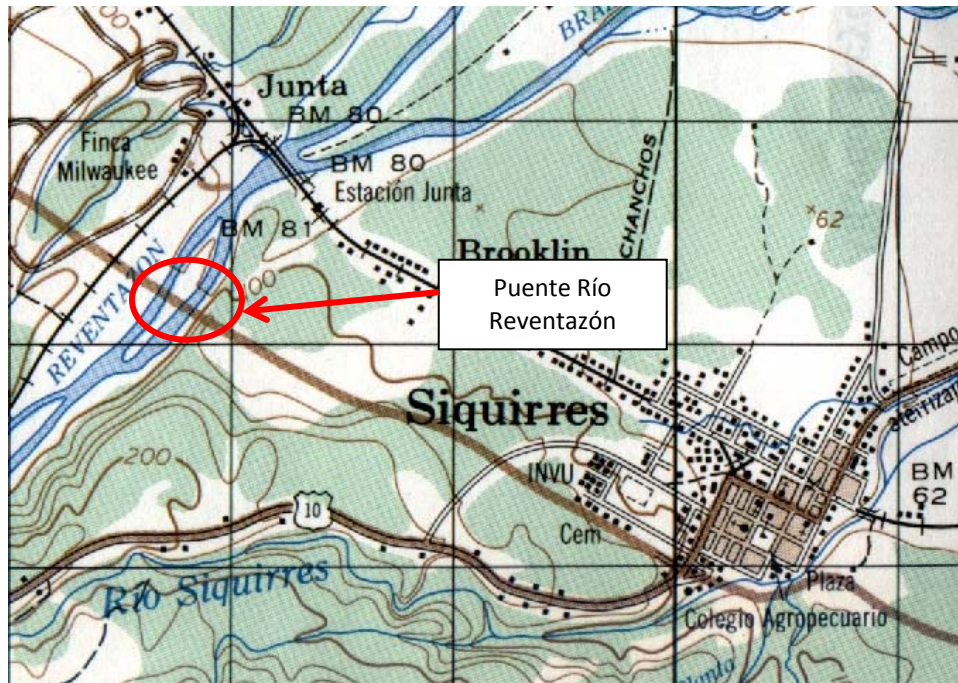 200
BRA
Junta
BM 80
Finca
Milwaukee
BM 80
Estación Junta
CHANCHOS
62
BM 81
Brooklin
REVENTAZON
Puente Río
Reventazón
Siquirres
Campo
aterrizaje
200
INVU
BM
62
10
Cem
Río Siquirres
Plaza
Colegio Agropecuario
Planta